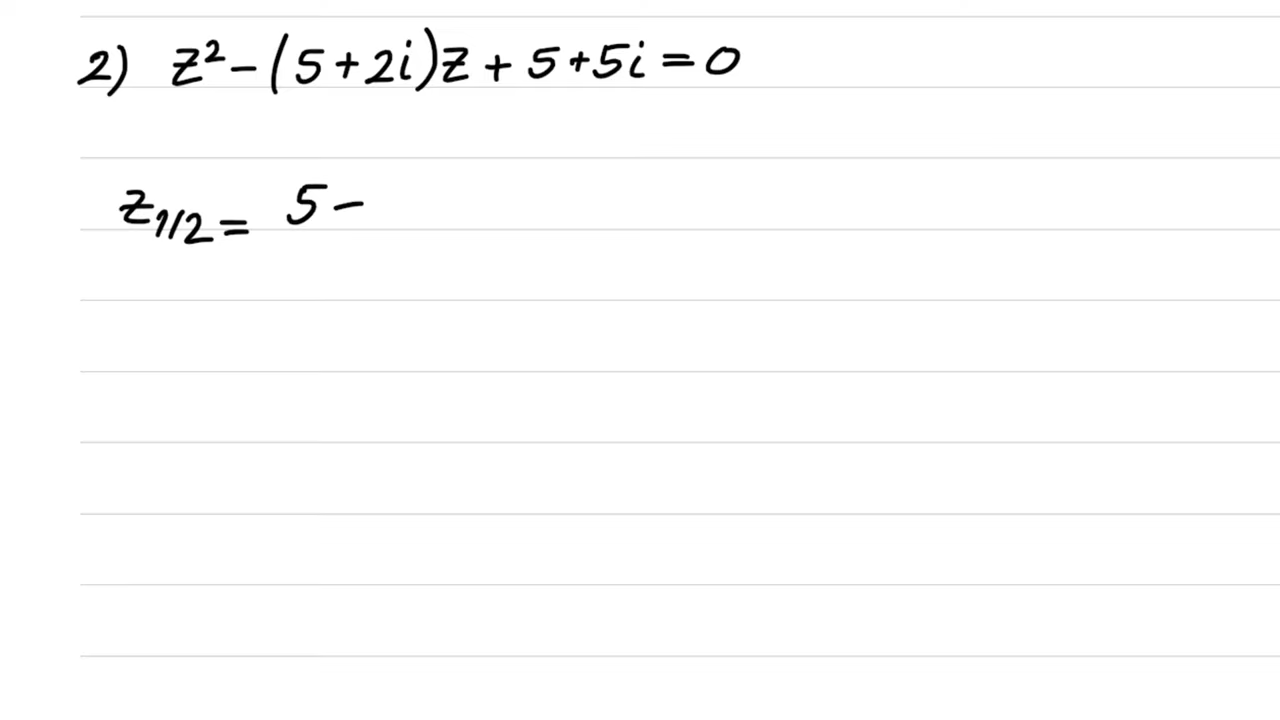 2) z² - (5 + 2i)z + 5 + 5i = 0
z₁/₂ = 5 -